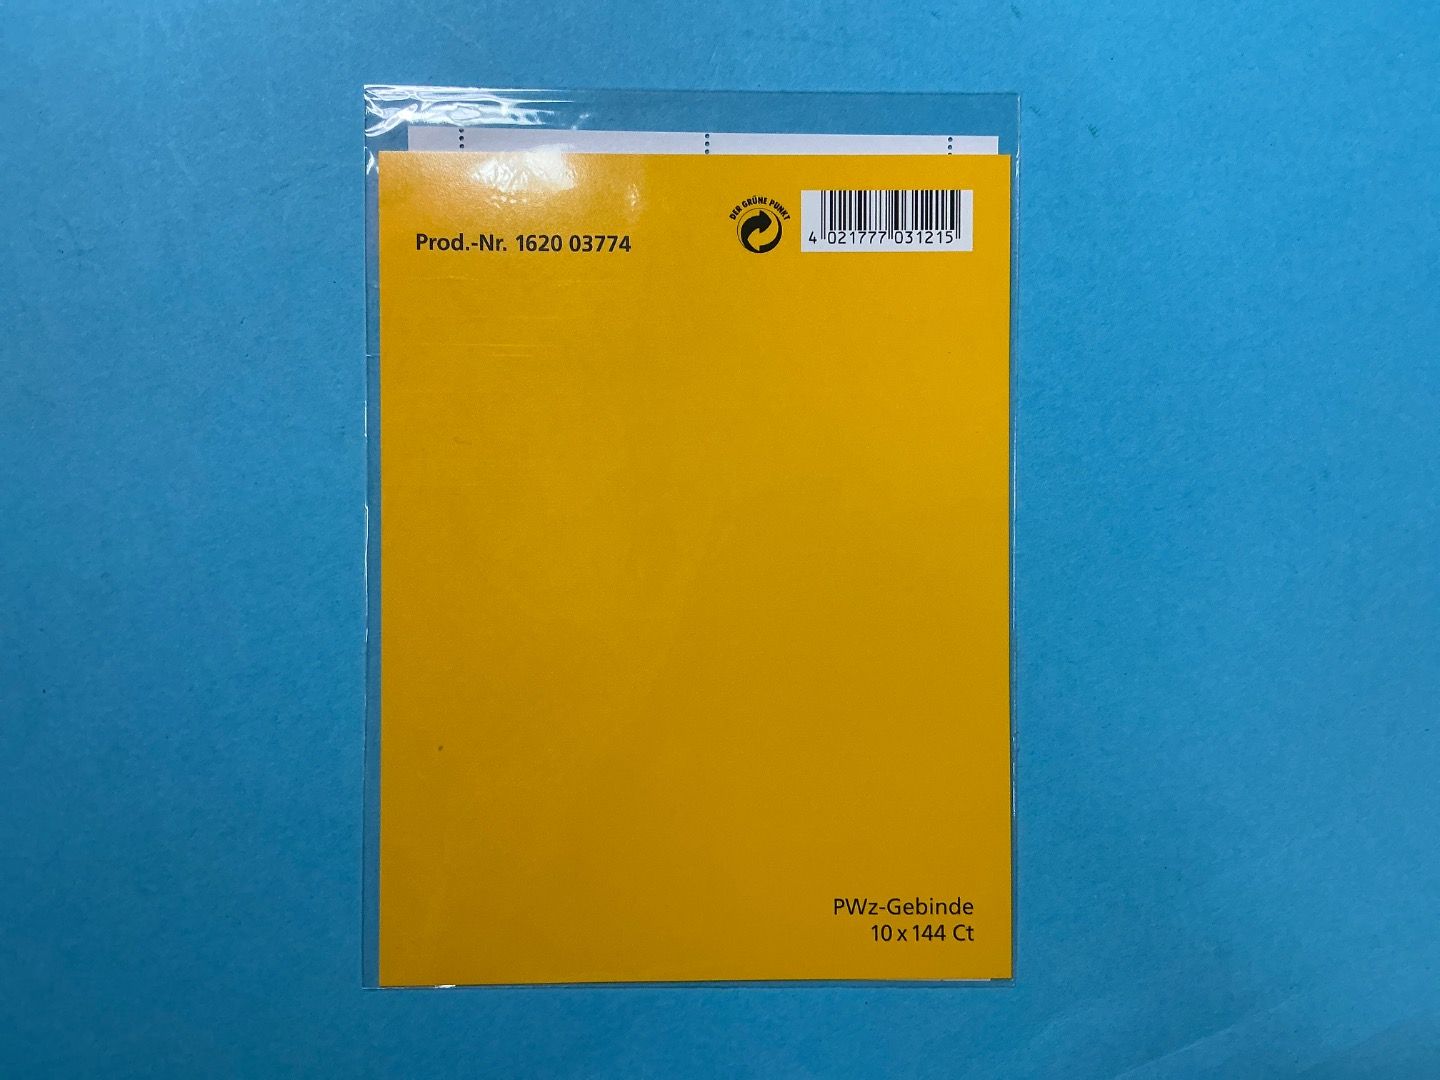 DER GRÜNE PUNKT
4 021777 031215
Prod.-Nr. 1620 03774
PWz-Gebinde
10 x 144 Ct